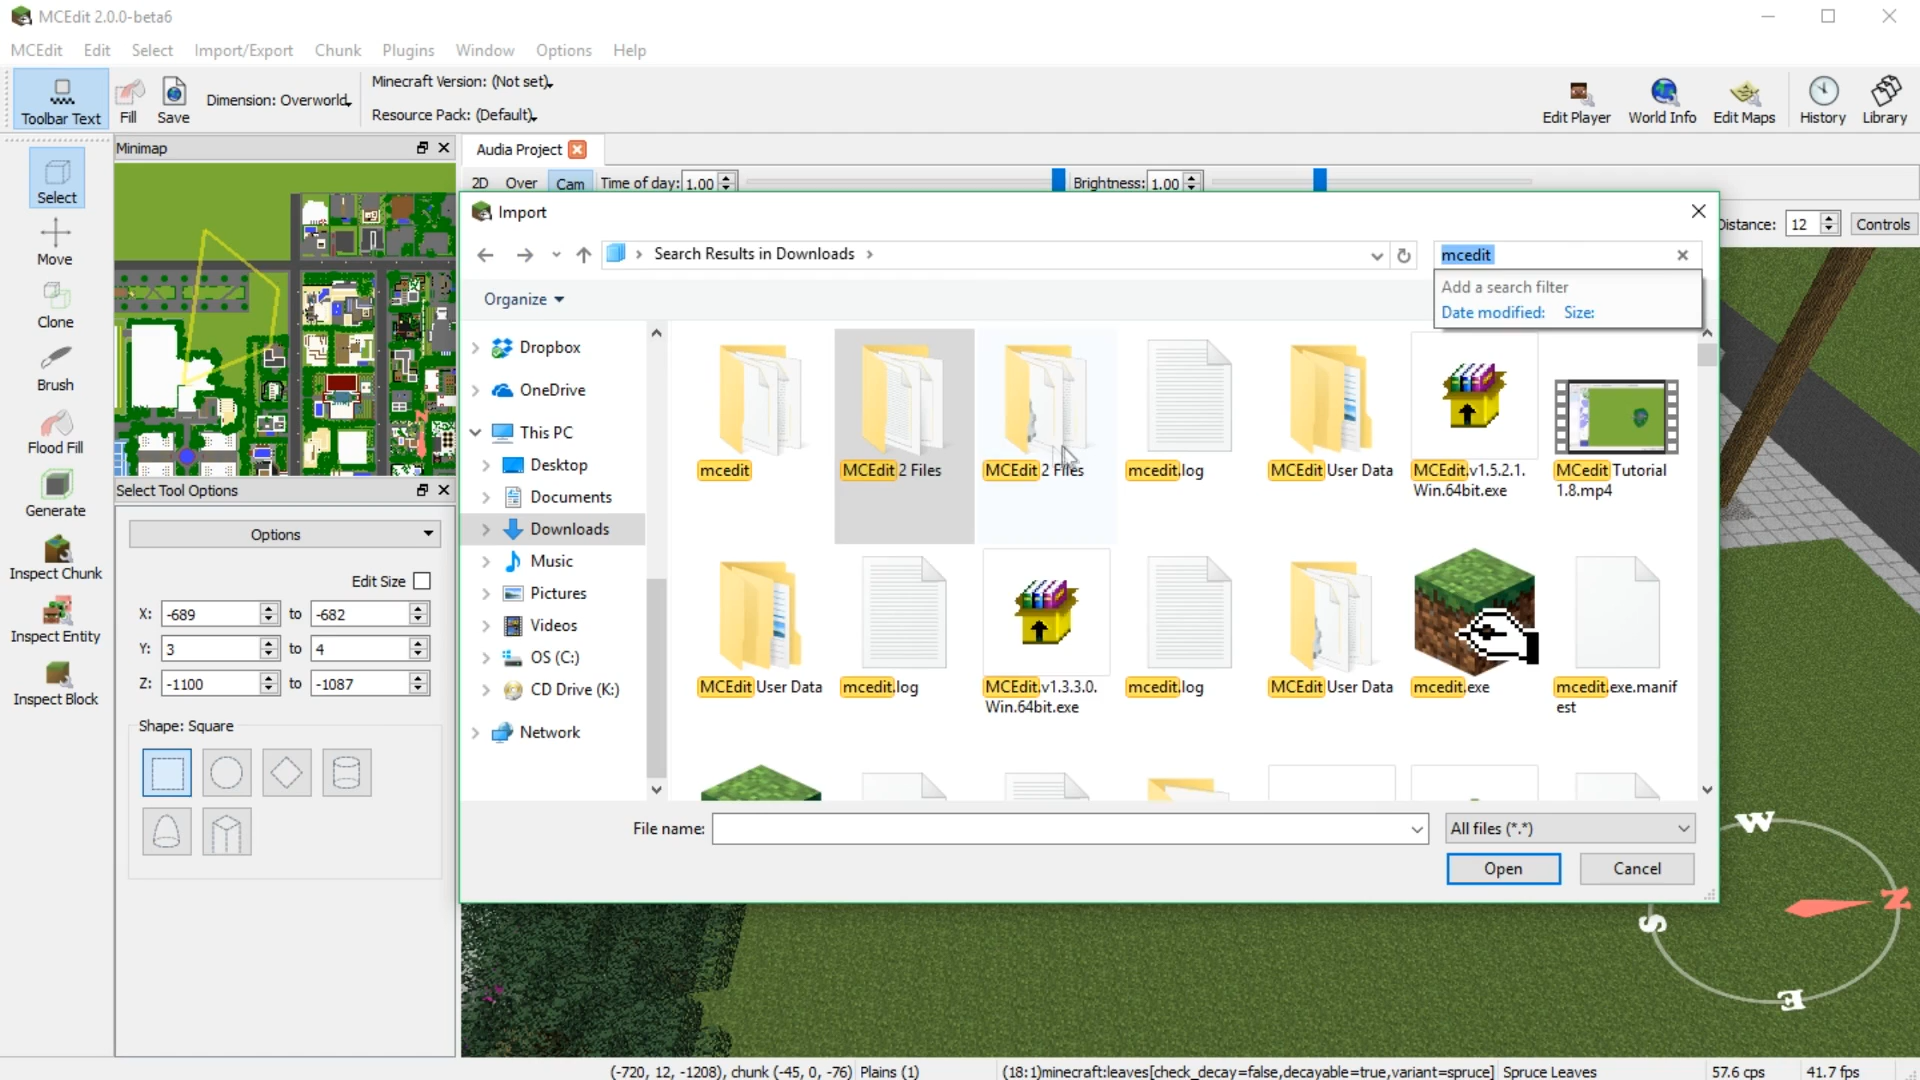 MCEdit 2.0.0-beta6
MCEdit Edit Select Import/Export Chunk Plugins Window Options Help
Toolbar Text
Fill
Save
Dimension: Overworld
Minecraft Version: (Not set)
Resource Pack: (Default)
Edit Player
World Info
Edit Maps
History
Library
Select
Move
Clone
Brush
Flood Fill
Generate
Inspect Chunk
Inspect Entity
Inspect Block
Minimap
Select Tool Options
Options
Edit Size
X: -689 to -682
Y: 3 to 4
Z: -1100 to -1087
Shape: Square
Audia Project
2D Over Cam Time of day: 1.00 Brightness: 1.00
Distance: 12 Controls
Import
Search Results in Downloads
mcedit
Add a search filter
Date modified: Size:
Organize
Dropbox
OneDrive
This PC
Desktop
Documents
Downloads
Music
Pictures
Videos
OS (C:)
CD Drive (K:)
Network
mcedit
MCEdit 2 Files
MCEdit 2 Files
mcedit.log
MCEdit User Data
MCEdit.v1.5.2.1.
Win.64bit.exe
MCedit Tutorial
1.8.mp4
MCEdit User Data
mcedit.log
MCEdit.v1.3.3.0.
Win.64bit.exe
mcedit.log
MCEdit User Data
mcedit.exe
mcedit.exe.manif
est
File name:
All files (*.*)
Open
Cancel
W
Z
S
E
(-720, 12, -1208), chunk (-45, 0, -76) Plains (1) (18:1)minecraft:leaves[check_decay=false,decayable=true,variant=spruce] Spruce Leaves 57.6 cps 41.7 fps